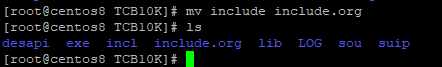 [root@centos8 TCB10K]# mv include include.org
[root@centos8 TCB10K]# ls
desapi exe incl include.org lib LOG sou suip
[root@centos8 TCB10K]#